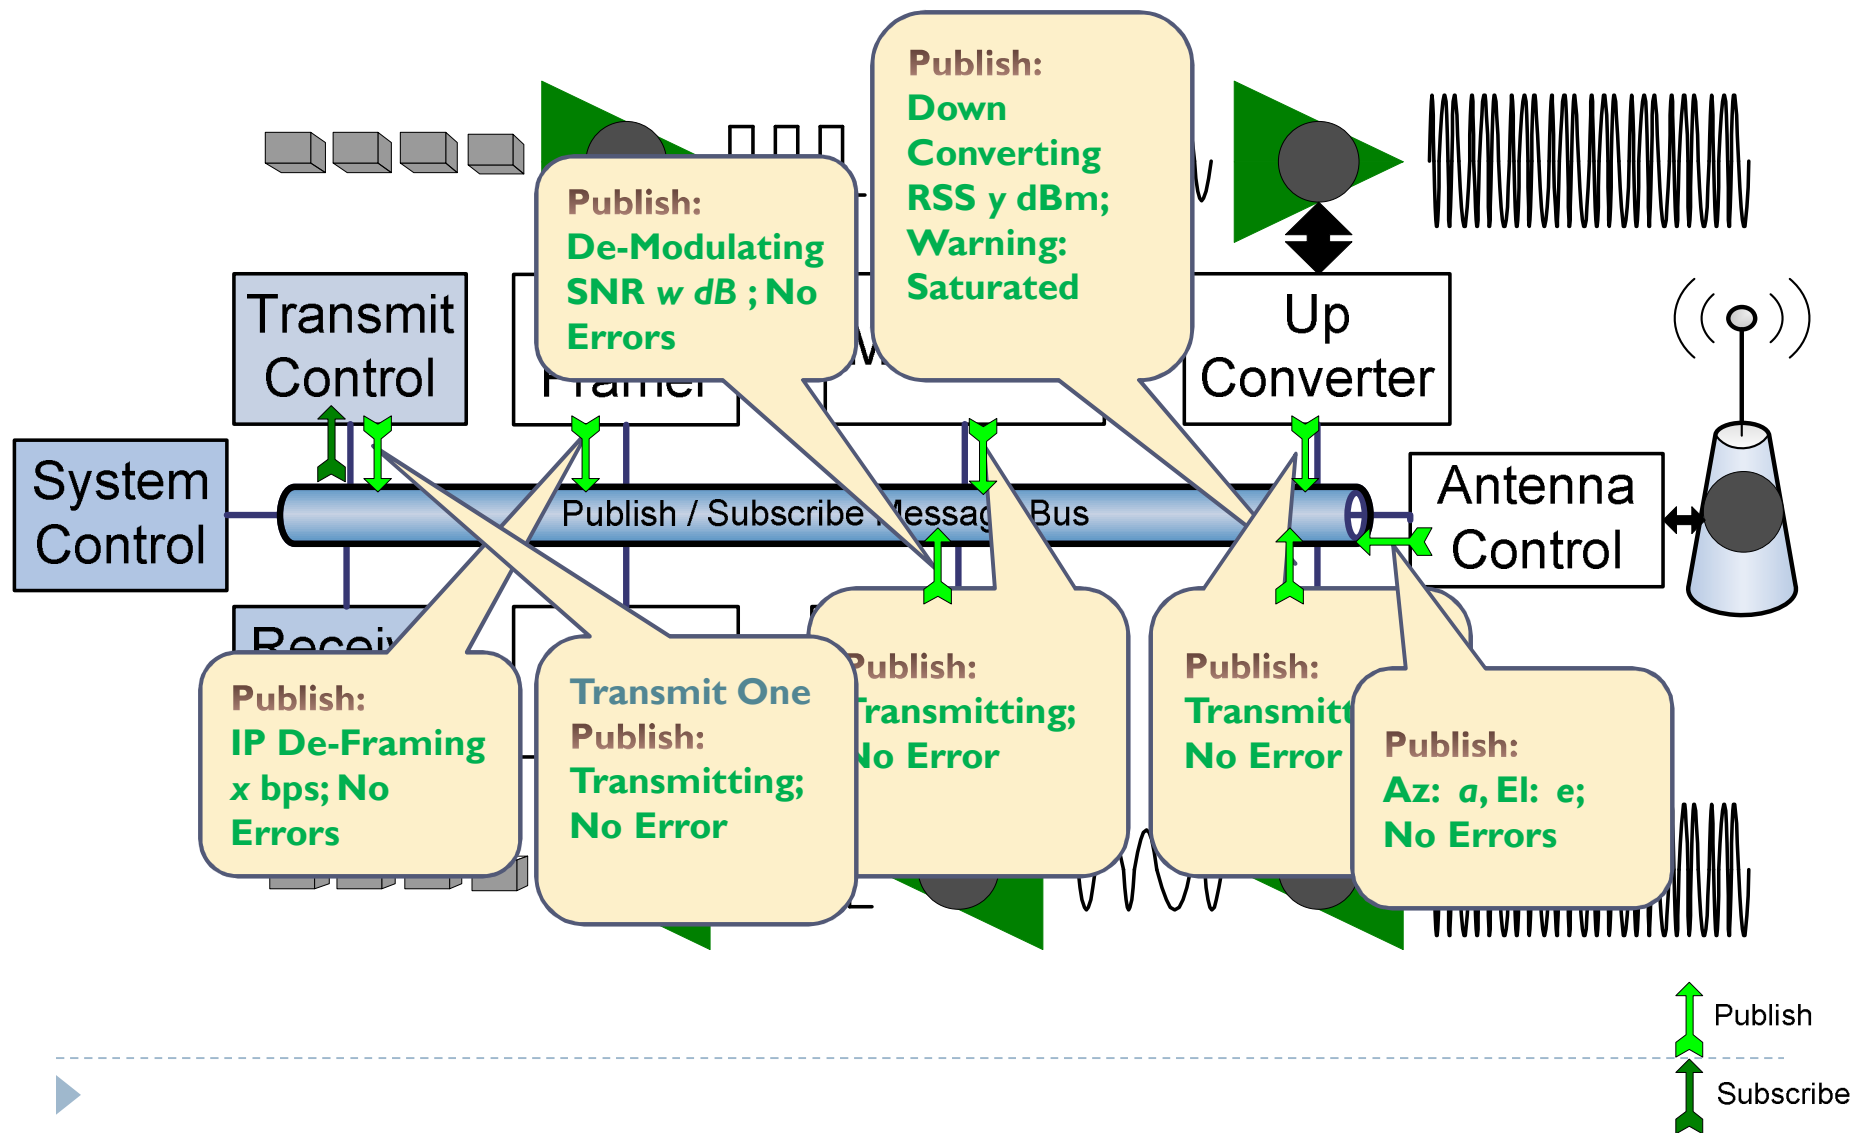 Publish:
Down
Converting
RSS y dBm;
Warning:
Saturated
Publish:
De-Modulating
SNR w dB ; No
Errors
Transmit
Control
Framer
Up
Converter
System
Control
Publish / Subscribe Message Bus
Antenna
Control
Publish:
IP De-Framing
x bps; No
Errors
Transmit One
Publish:
Transmitting;
No Error
Publish:
Transmitting;
No Error
Publish:
No Error
Publish:
Az: a, El: e;
No Errors
Publish
Subscribe